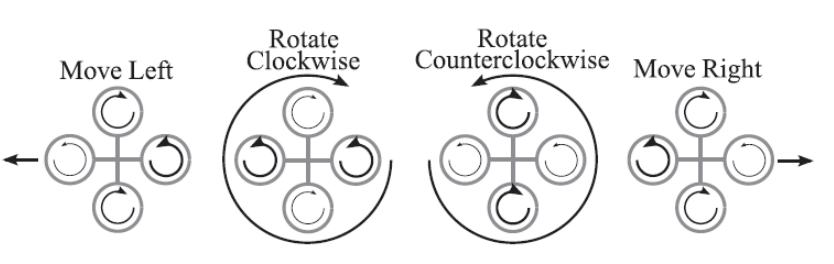 Move Left
Rotate
Clockwise
Rotate
Counterclockwise
Move Right